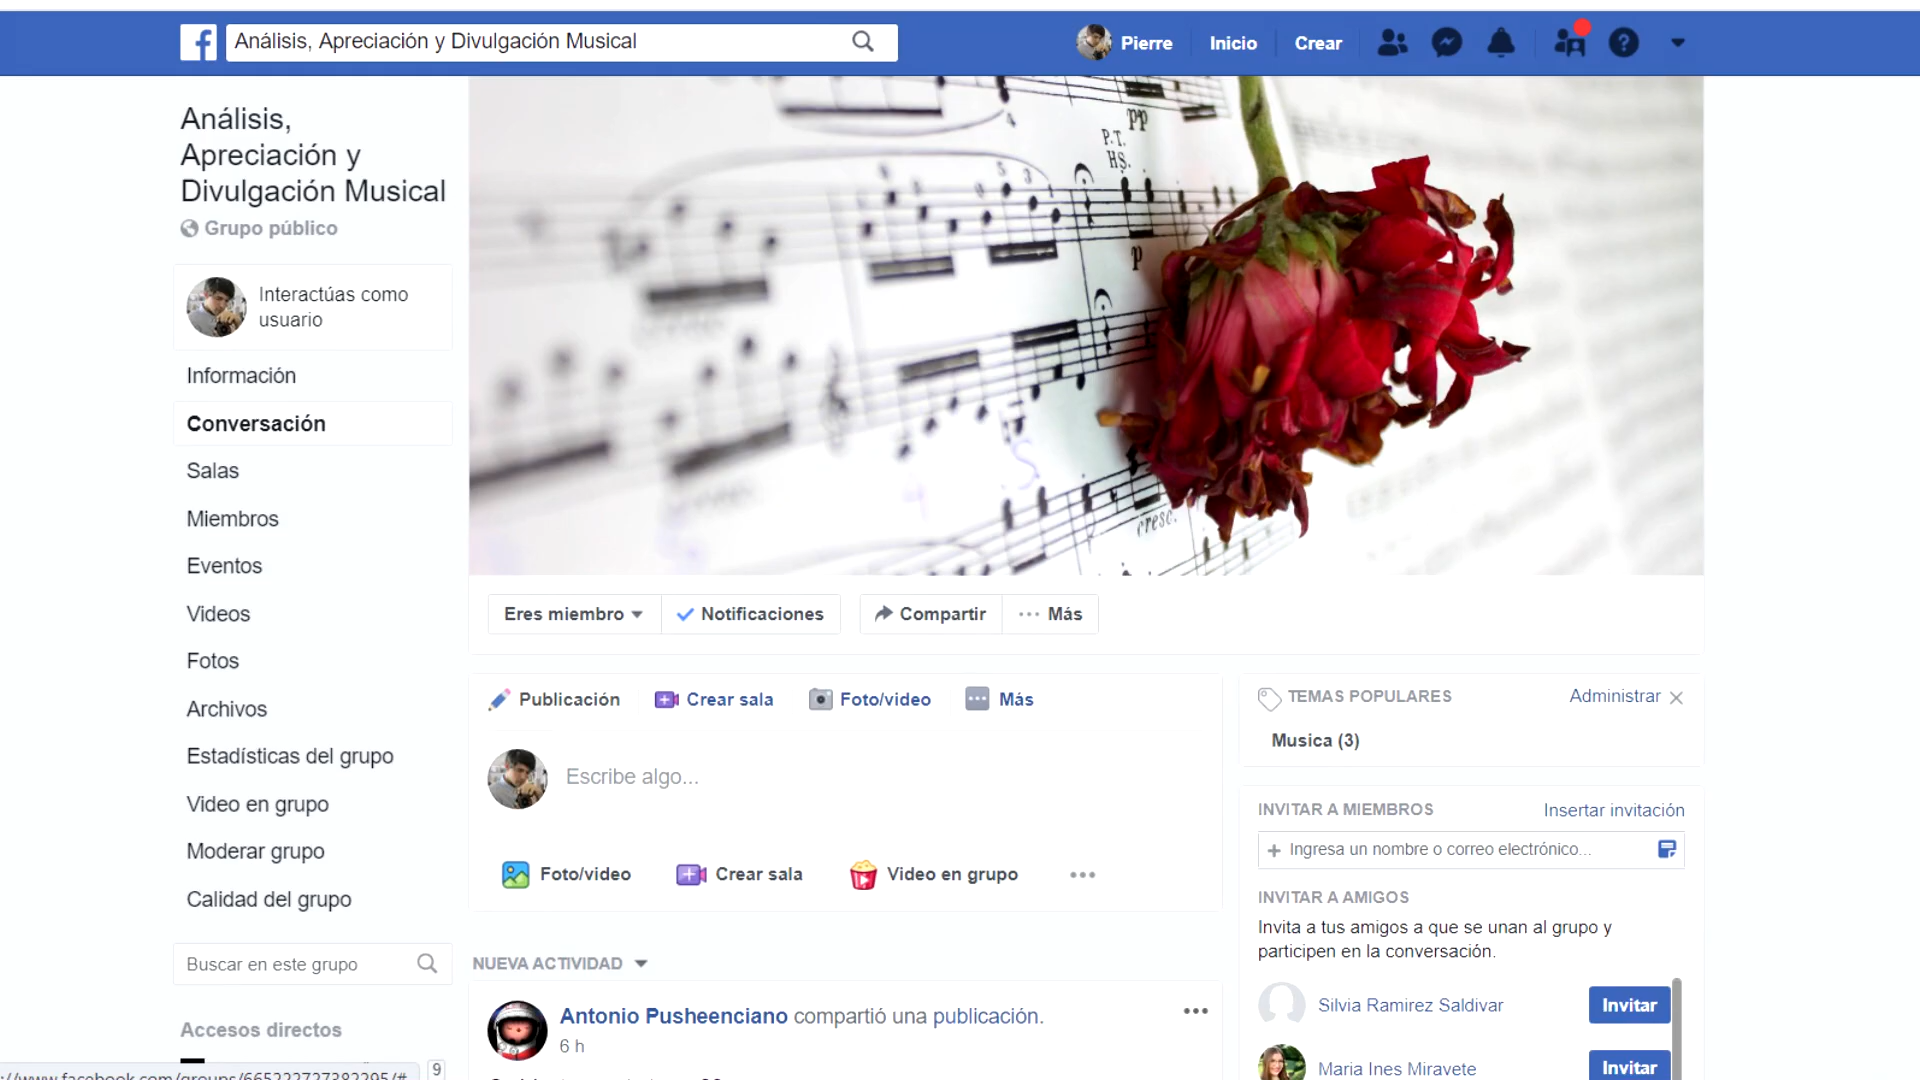 Análisis, Apreciación y Divulgación Musical
Pierre
Inicio
Crear
Análisis,
Apreciación y
Divulgación Musical
Grupo público
Interactúas como
usuario
Información
Conversación
Salas
Miembros
Eventos
Videos
Fotos
Archivos
Estadísticas del grupo
Video en grupo
Moderar grupo
Calidad del grupo
Buscar en este grupo
Accesos directos
9
pp
P.T.
HS.
p
cresc.
Eres miembro
Notificaciones
Compartir
Más
Publicación
Crear sala
Foto/video
Más
Escribe algo...
Foto/video
Crear sala
Video en grupo
NUEVA ACTIVIDAD
Antonio Pusheenciano compartió una publicación.
6 h
TEMAS POPULARES
Administrar
Musica (3)
INVITAR A MIEMBROS
Insertar invitación
+ Ingresa un nombre o correo electrónico...
INVITAR A AMIGOS
Invita a tus amigos a que se unan al grupo y
participen en la conversación.
Silvia Ramirez Saldivar
Invitar
Maria Ines Miravete
Invitar
://www.facebook.com/groups/665222727382295/#